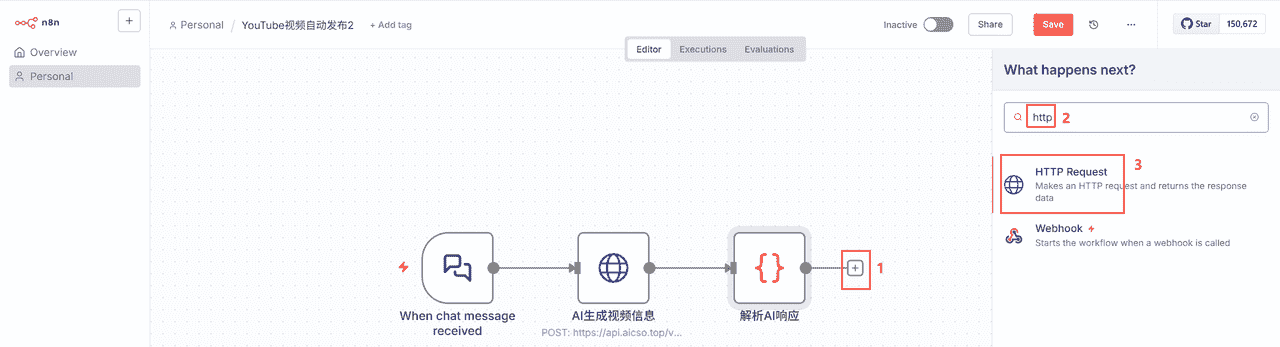 n8n
+
Overview
Personal
Personal / YouTube视频自动发布2 + Add tag
Inactive
Share
Save
...
Star 150,672
Editor Executions Evaluations
What happens next?
http 2
HTTP Request 3
Makes an HTTP request and returns the response
data
Webhook
Starts the workflow when a webhook is called
+ 1
When chat message
received
AI生成视频信息
POST: https://api.aicso.top/v...
解析AI响应